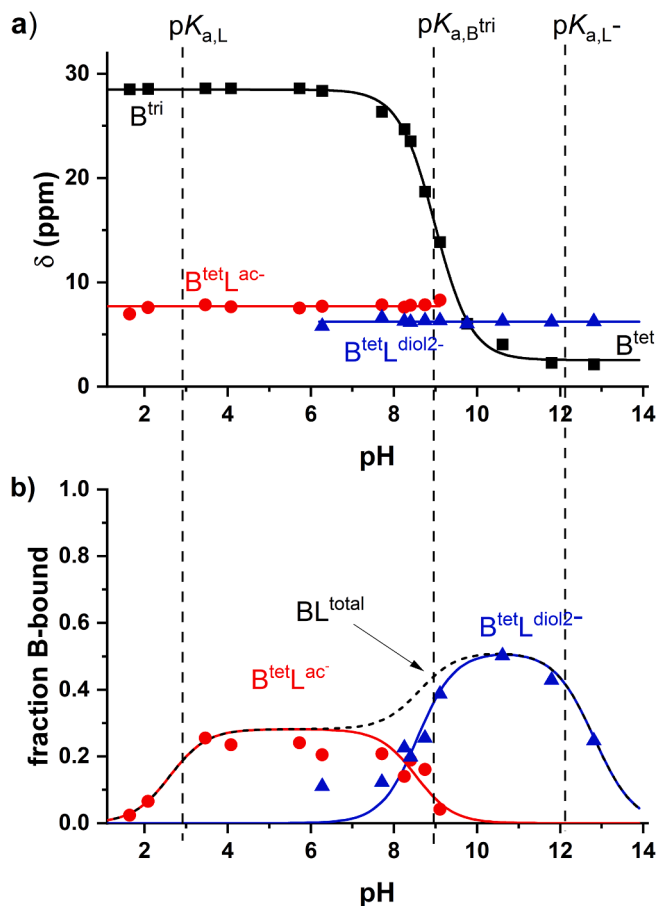 a)
pKa,L
pKa,Btri
pKa,L-
30
20
10
0
δ (ppm)
Btri
BtetLac-
BtetLdiol2-
Btet
2 4 6 8 10 12 14
pH
b)
1.0
0.8
0.6
0.4
0.2
0.0
fraction B-bound
BLtotal
BtetLdiol2−
BtetLac-
2 4 6 8 10 12 14
pH